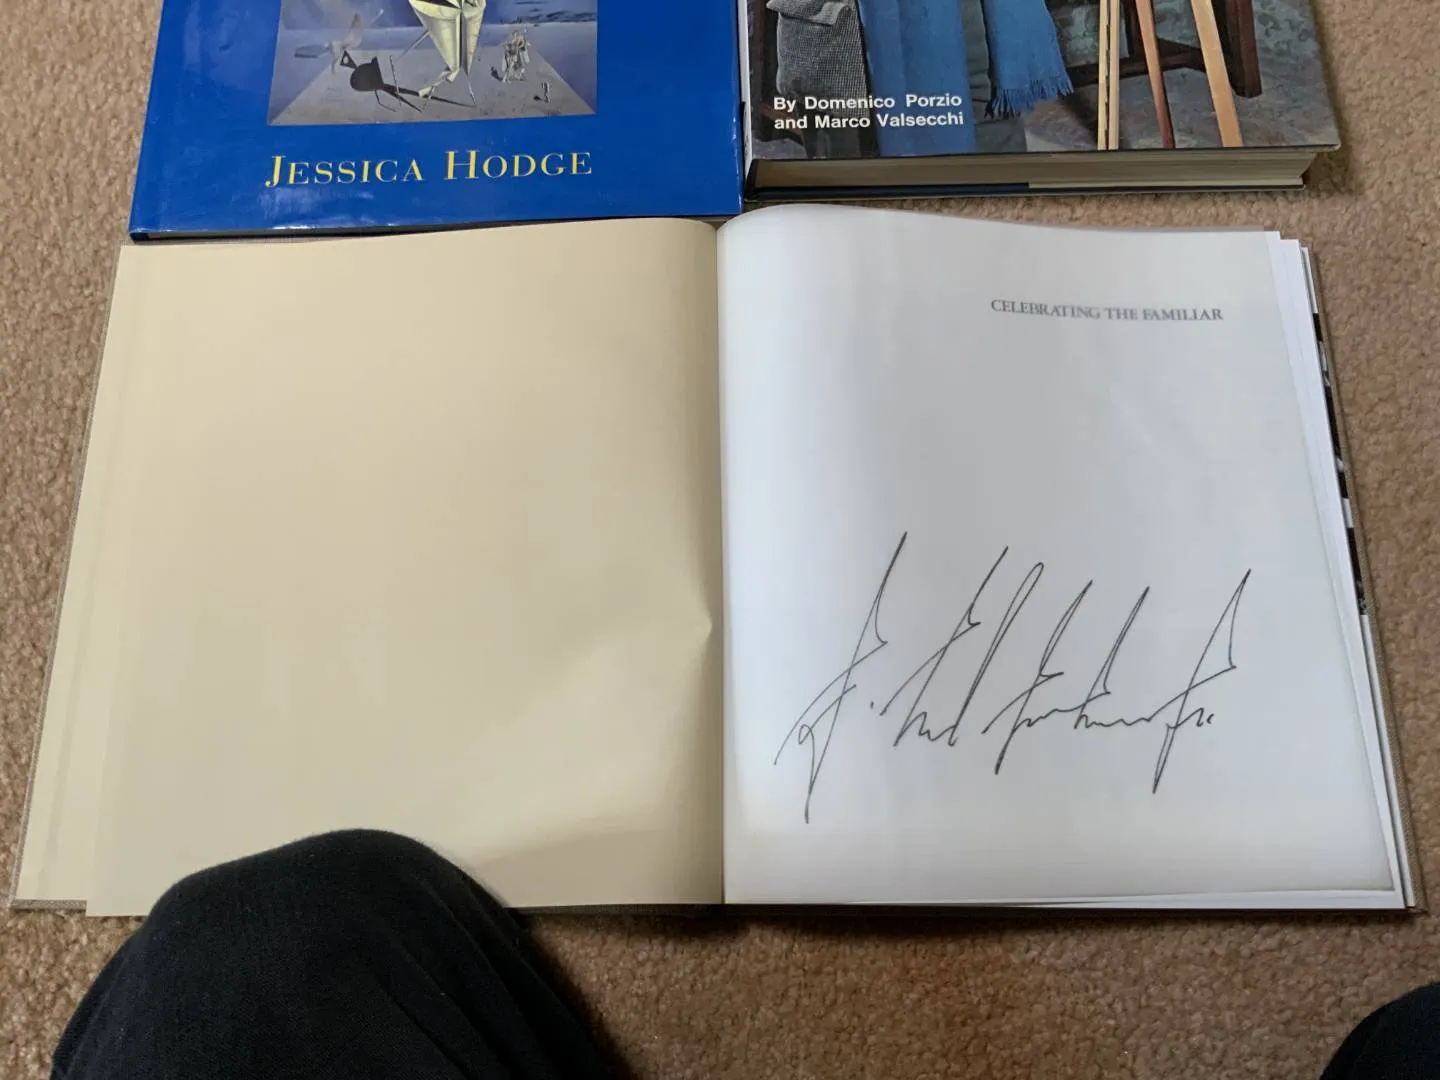 JESSICA HODGE
By Domenico Porzio
and Marco Valsecchi
CELEBRATING THE FAMILIAR